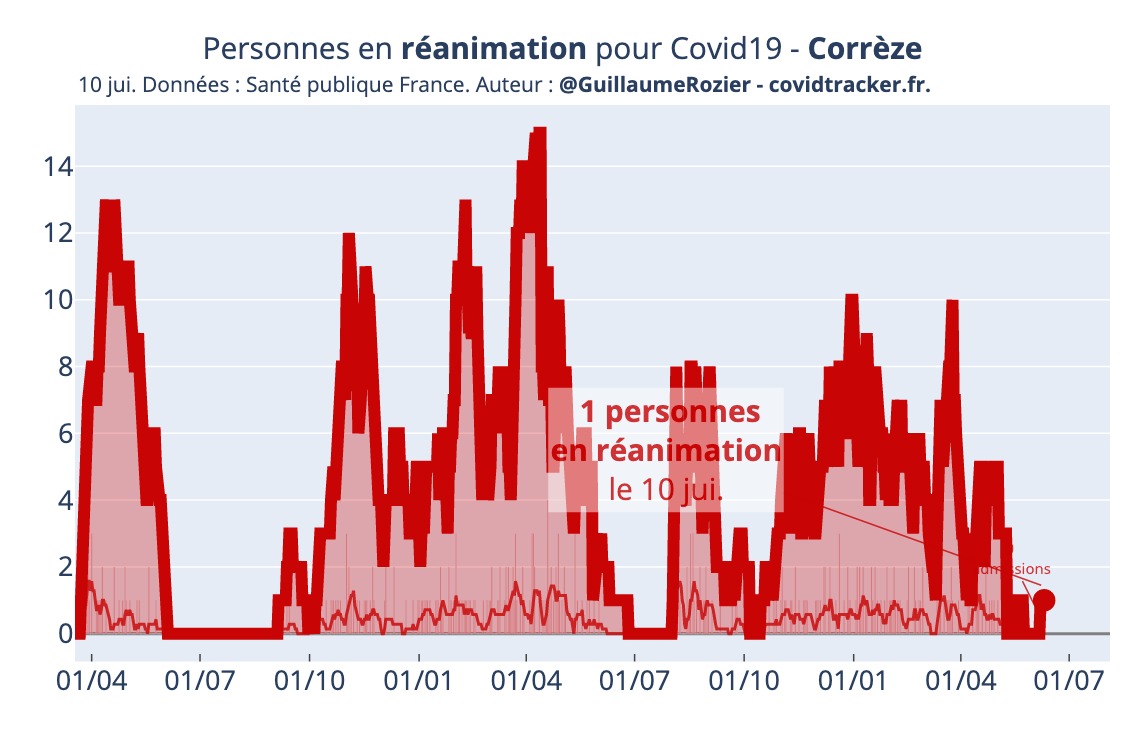 Personnes en réanimation pour Covid19 - Corrèze
10 jui. Données : Santé publique France. Auteur : @GuillaumeRozier - covidtracker.fr.
14
12
10
8
6
4
2
0
1 personnes
en réanimation
le 10 jui.
01/04 01/07 01/10 01/01 01/04 01/07 01/10 01/01 01/04 01/07